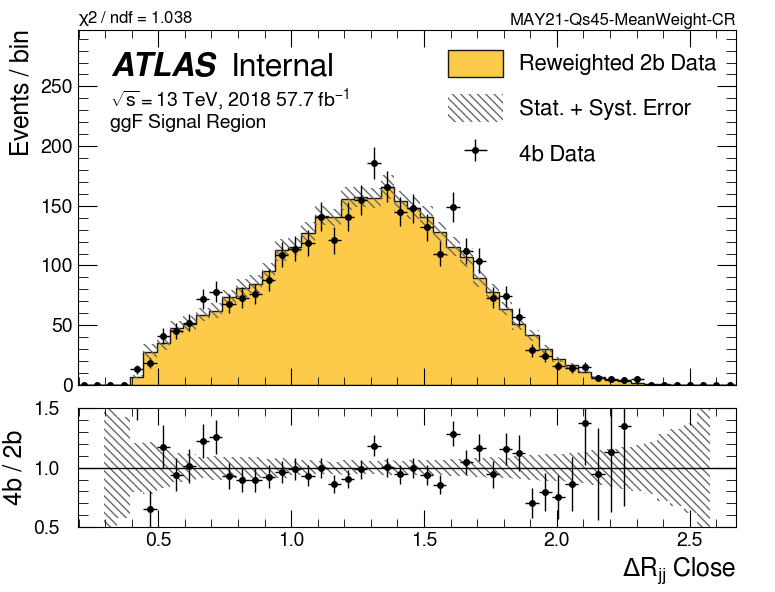 χ2 / ndf = 1.038
MAY21-Qs45-MeanWeight-CR
Events / bin
ATLAS Internal
√s = 13 TeV, 2018 57.7 fb⁻¹
ggF Signal Region
Reweighted 2b Data
Stat. + Syst. Error
4b Data
250
200
150
100
50
0
4b / 2b
1.5
1.0
0.5
0.5 1.0 1.5 2.0 2.5
ΔRjj Close